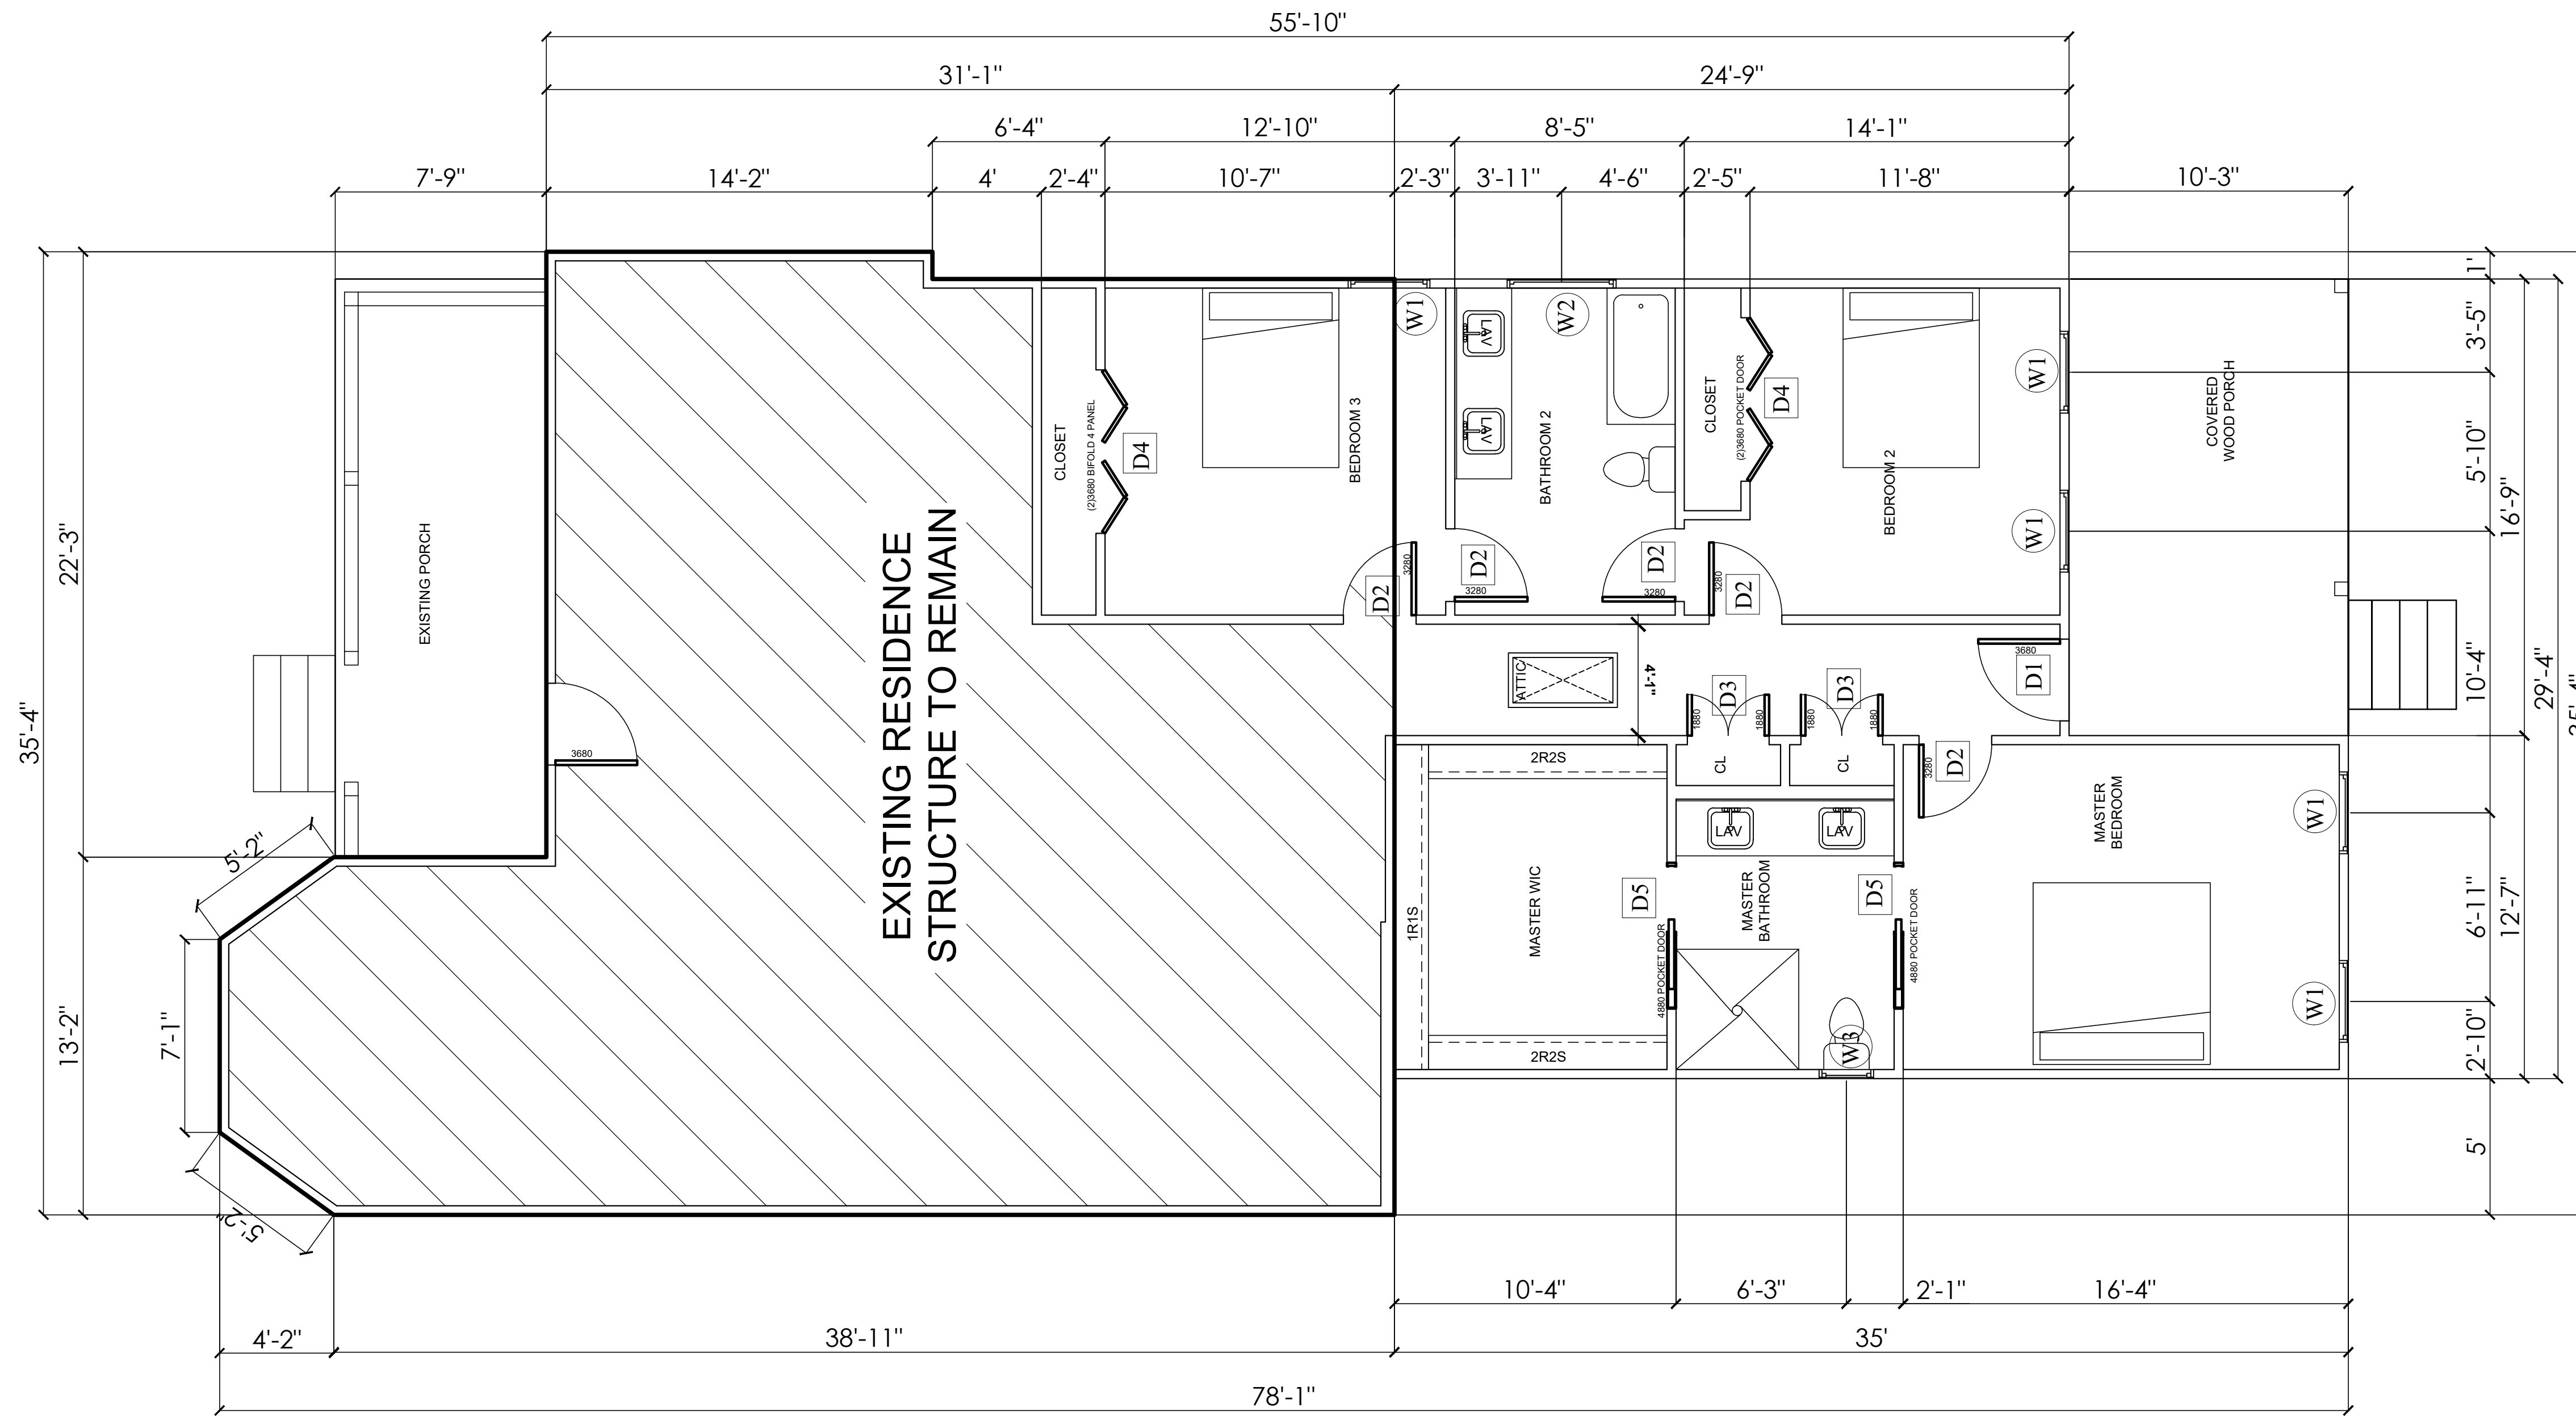 55'-10"
31'-1"
24'-9"
6'-4"
12'-10"
8'-5"
14'-1"
7'-9"
14'-2"
4'
2'-4"
10'-7"
2'-3"
3'-11"
4'-6"
2'-5"
11'-8"
10'-3"
35'-4"
22'-3"
13'-2"
7'-1"
5'-2"
5'-2"
EXISTING PORCH
3680
EXISTING RESIDENCE
STRUCTURE TO REMAIN
CLOSET
(2)3680 BIFOLD 4 PANEL
D4
BEDROOM 3
W1
D2
3280
LAV
LAV
BATHROOM 2
W2
D2
3280
D2
3280
CLOSET
(2)3680 POCKET DOOR
D4
BEDROOM 2
W1
W1
3280
D2
COVERED
WOOD PORCH
ATTIC
4'-1"
D3
1880
1880
D3
1880
1880
CL
CL
3680
D1
3280
D2
2R2S
1R1S
MASTER WIC
2R2S
D5
4880 POCKET DOOR
LAV
LAV
MASTER
BATHROOM
W3
D5
4880 POCKET DOOR
MASTER
BEDROOM
W1
W1
1'
3'-5"
5'-10"
10'-4"
6'-11"
2'-10"
5'
16'-9"
12'-7"
29'-4"
10'-4"
6'-3"
2'-1"
16'-4"
4'-2"
38'-11"
35'
78'-1"